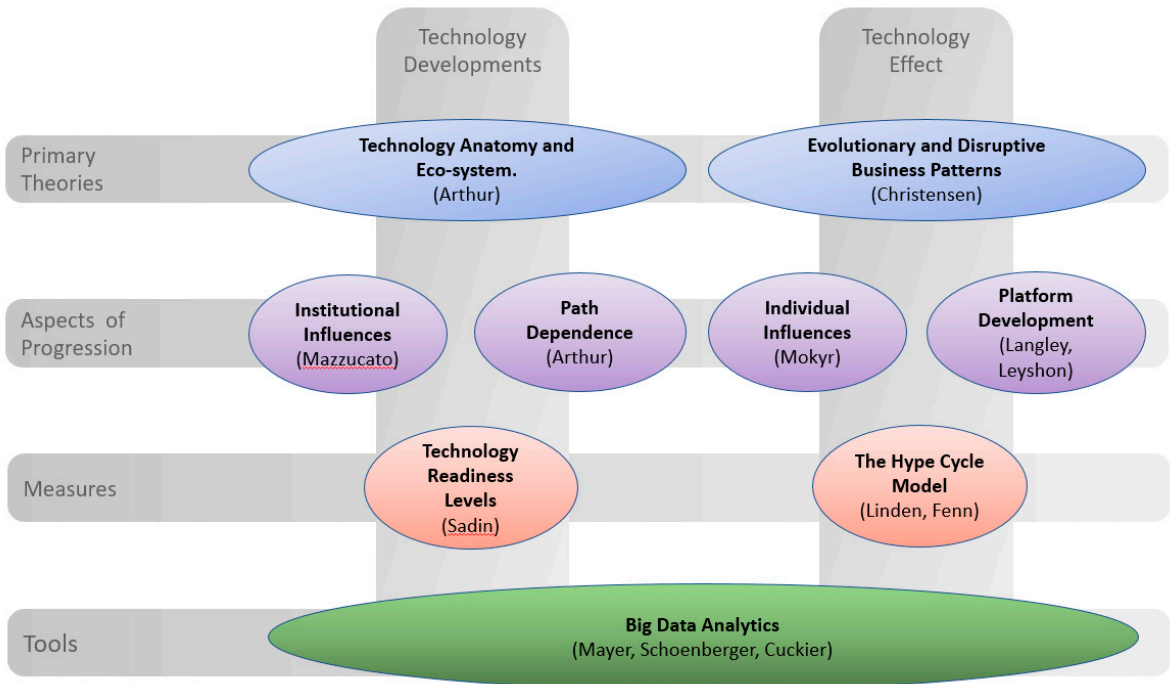 Technology
Developments
Technology
Effect
Primary
Theories
Technology Anatomy and
Eco-system.
(Arthur)
Evolutionary and Disruptive
Business Patterns
(Christensen)
Aspects of
Progression
Institutional
Influences
(Mazzucato)
Path
Dependence
(Arthur)
Individual
Influences
(Mokyr)
Platform
Development
(Langley,
Leyshon)
Measures
Technology
Readiness
Levels
(Sadin)
The Hype Cycle
Model
(Linden, Fenn)
Tools
Big Data Analytics
(Mayer, Schoenberger, Cuckier)